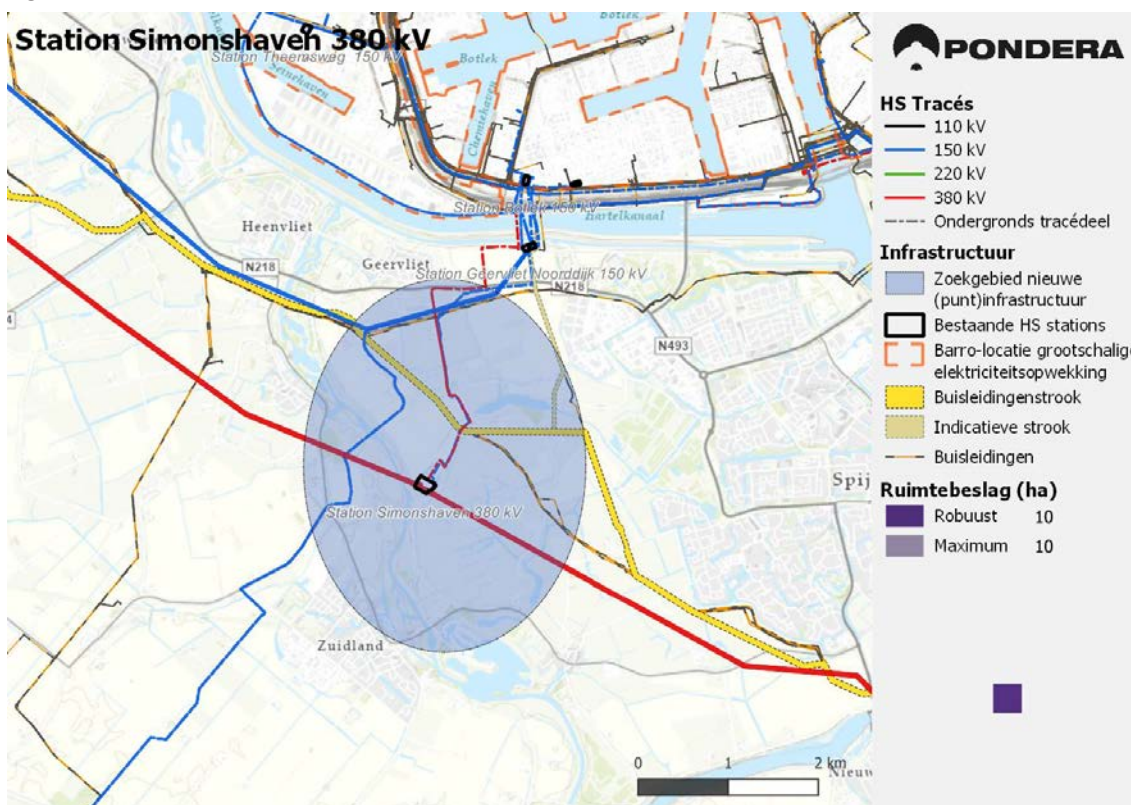 Station Simonshaven 380 kV
Station Theemsweg 150 kV
Seinehaven
Botlek
Botlek
Chemiehaven
Station Botlek 150 kV
Hartelkanaal
Heenvliet
Geervliet
N218
Station Geervliet Noorddijk 150 kV
N218
N493
4
Spij
Station Simonshaven 380 kV
Zuidland
0 1 2 km
Nieuw
PONDERA
HS Tracés
110 kV
150 kV
220 kV
380 kV
Ondergronds tracédeel
Infrastructuur
Zoekgebied nieuwe
(punt)infrastructuur
Bestaande HS stations
Barro-locatie grootschalig
elektriciteitsopwekking
Buisleidingenstrook
Indicatieve strook
Buisleidingen
Ruimtebeslag (ha)
Robuust 10
Maximum 10